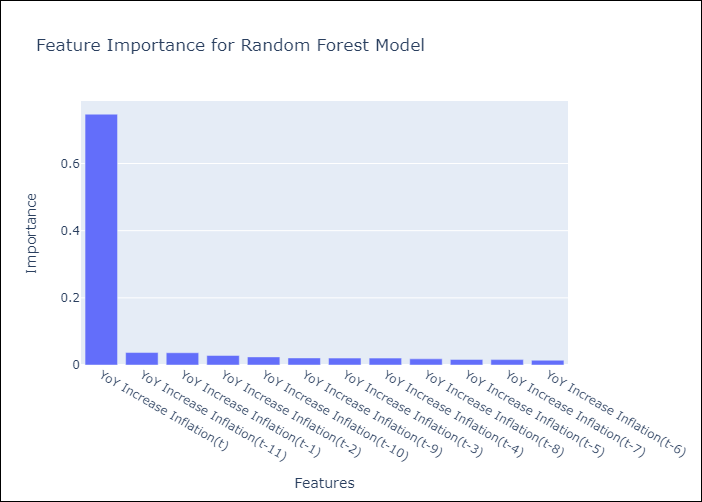 Feature Importance for Random Forest Model
Importance
0.6
0.4
0.2
0
YoY Increase Inflation(t)
YoY Increase Inflation(t-11)
YoY Increase Inflation(t-1)
YoY Increase Inflation(t-2)
YoY Increase Inflation(t-10)
YoY Increase Inflation(t-9)
YoY Increase Inflation(t-3)
YoY Increase Inflation(t-4)
YoY Increase Inflation(t-8)
YoY Increase Inflation(t-5)
YoY Increase Inflation(t-7)
YoY Increase Inflation(t-6)
Features